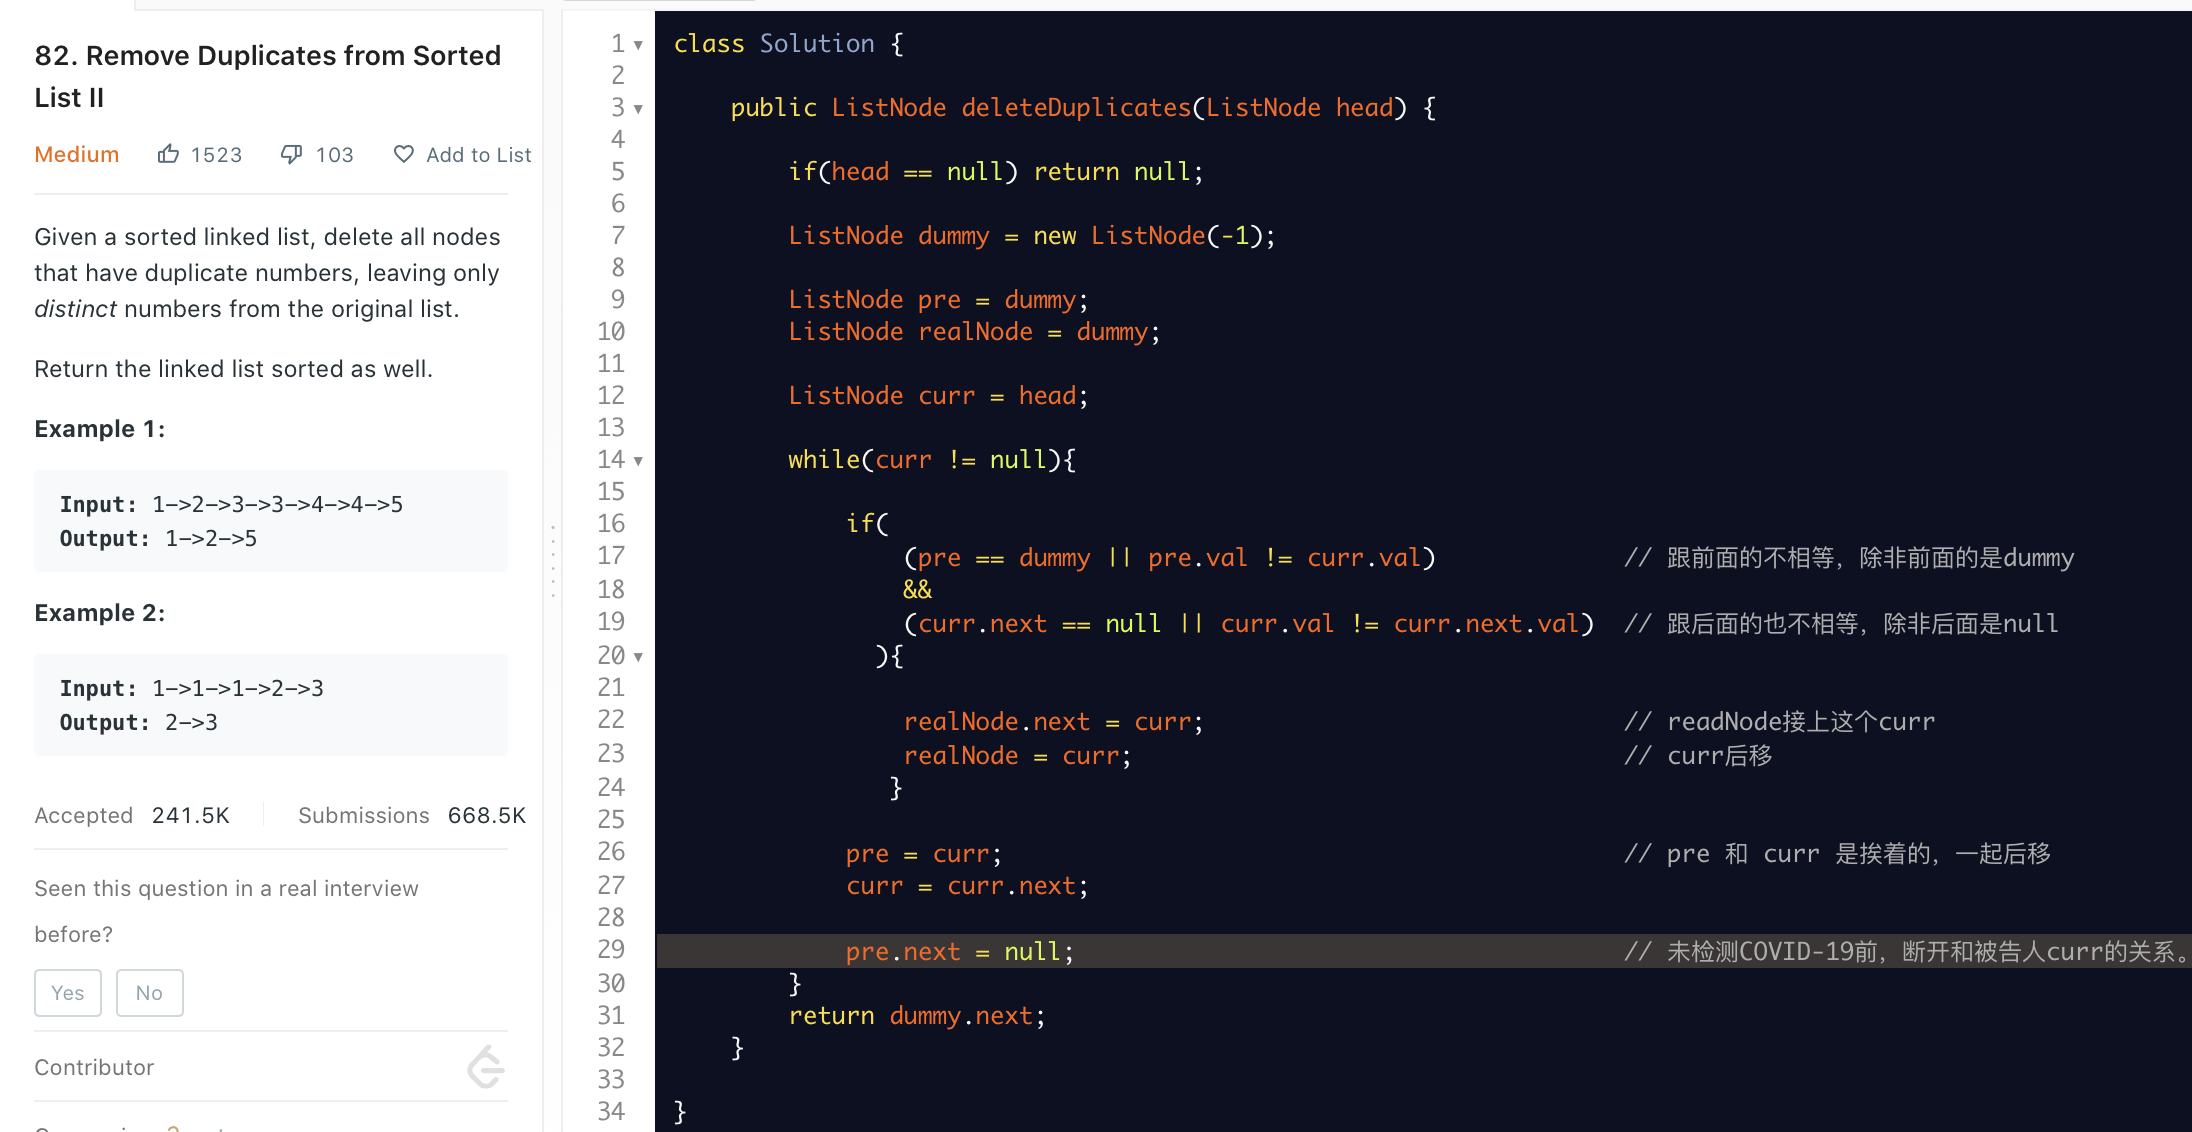 82. Remove Duplicates from Sorted
List II
Medium 1523 103 Add to List
Given a sorted linked list, delete all nodes
that have duplicate numbers, leaving only
distinct numbers from the original list.
Return the linked list sorted as well.
Example 1:
Input: 1->2->3->3->4->4->5
Output: 1->2->5
Example 2:
Input: 1->1->1->2->3
Output: 2->3
Accepted 241.5K Submissions 668.5K
Seen this question in a real interview
before?
Yes No
Contributor
1 class Solution {
2
3 public ListNode deleteDuplicates(ListNode head) {
4
5 if(head == null) return null;
6
7 ListNode dummy = new ListNode(-1);
8
9 ListNode pre = dummy;
10 ListNode realNode = dummy;
11
12 ListNode curr = head;
13
14 while(curr != null){
15
16 if(
17 (pre == dummy || pre.val != curr.val) // 跟前面的不相等，除非前面的是dummy
18 &&
19 (curr.next == null || curr.val != curr.next.val) // 跟后面的也不相等，除非后面是null
20 ){
21
22 realNode.next = curr; // readNode接上这个curr
23 realNode = curr; // curr后移
24 }
25
26 pre = curr; // pre 和 curr 是挨着的，一起后移
27 curr = curr.next;
28
29 pre.next = null; // 未检测COVID-19前，断开和被告人curr的关系。
30 }
31 return dummy.next;
32 }
33
34 }